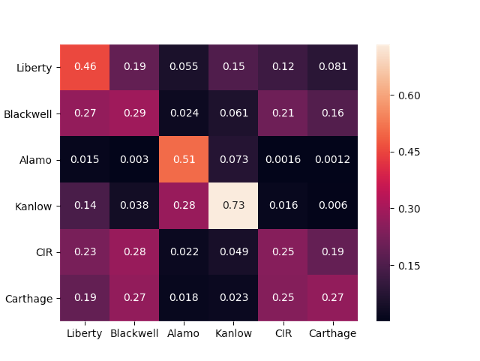 Liberty 0.46 0.19 0.055 0.15 0.12 0.081
Blackwell 0.27 0.29 0.024 0.061 0.21 0.16
Alamo 0.015 0.003 0.51 0.073 0.0016 0.0012
Kanlow 0.14 0.038 0.28 0.73 0.016 0.006
CIR 0.23 0.28 0.022 0.049 0.25 0.19
Carthage 0.19 0.27 0.018 0.023 0.25 0.27
Liberty Blackwell Alamo Kanlow CIR Carthage
0.60
0.45
0.30
0.15